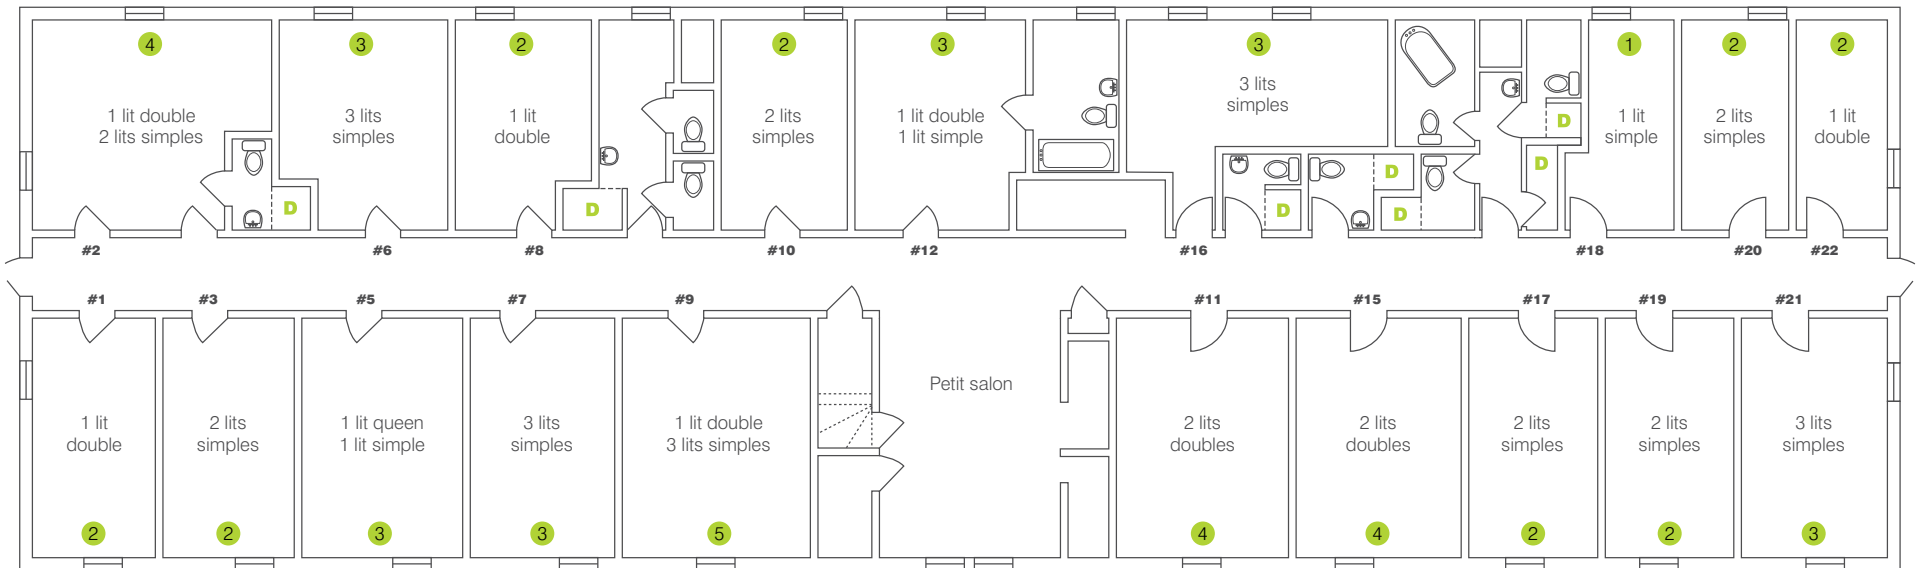 4
3
2
2
3
3
1
2
2
1 lit double
2 lits simples
3 lits
simples
1 lit
double
2 lits
simples
1 lit double
1 lit simple
3 lits
simples
1 lit
simple
2 lits
simples
1 lit
double
D
D
D
D
D
D
D
#2
#6
#8
#10
#12
#16
#18
#20
#22
#1
#3
#5
#7
#9
#11
#15
#17
#19
#21
1 lit
double
2 lits
simples
1 lit queen
1 lit simple
3 lits
simples
1 lit double
3 lits simples
Petit salon
2 lits
doubles
2 lits
doubles
2 lits
simples
2 lits
simples
3 lits
simples
2
2
3
3
5
4
4
2
2
3